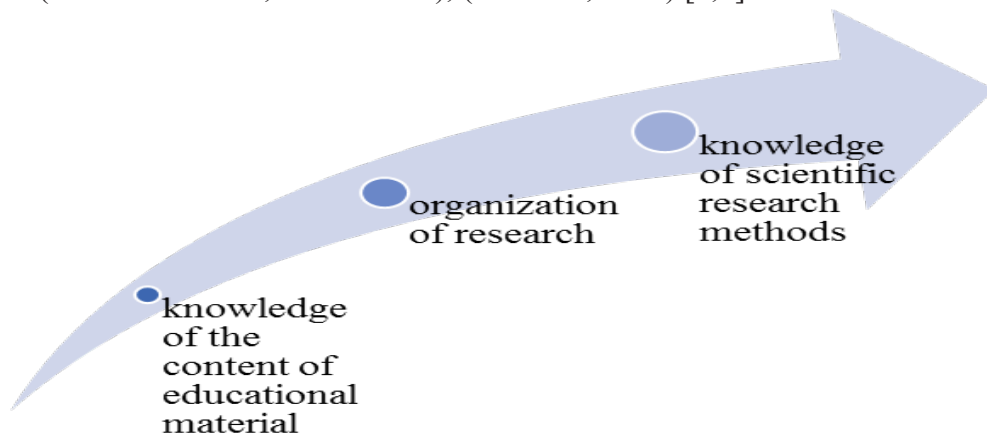 knowledge
of scientific
research
methods
organization
of research
knowledge
of the
content of
educational
material